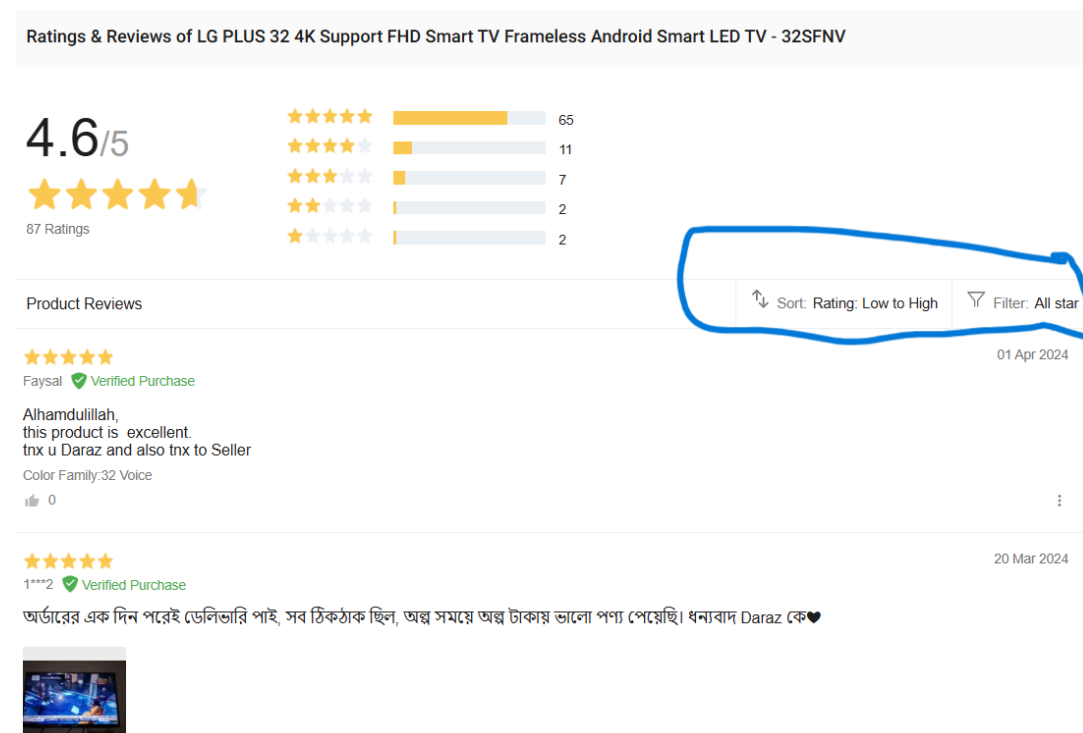 Ratings & Reviews of LG PLUS 32 4K Support FHD Smart TV Frameless Android Smart LED TV - 32SFNV
4.6/5
87 Ratings
65
11
7
2
2
Product Reviews
Sort: Rating: Low to High
Filter: All star
01 Apr 2024
Faysal Verified Purchase
Alhamdulillah,
this product is excellent.
tnx u Daraz and also tnx to Seller
Color Family:32 Voice
0
20 Mar 2024
1***2 Verified Purchase
অর্ডারের এক দিন পরেই ডেলিভারি পাই, সব ঠিকঠাক ছিল, অল্প সময়ে অল্প টাকায় ভালো পণ্য পেয়েছি। ধন্যবাদ Daraz কে🖤